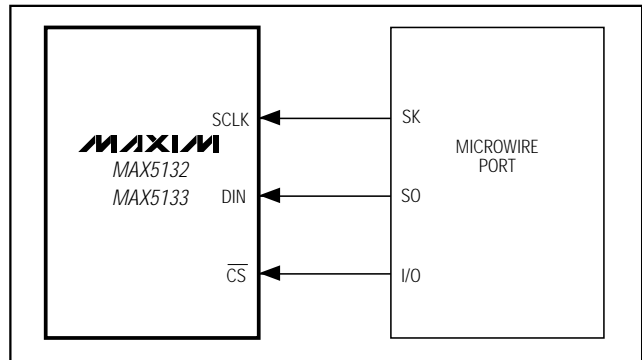 SCLK
SK
MAXIM
MAX5132
MAX5133
MICROWIRE
PORT
DIN
SO
CS
I/O